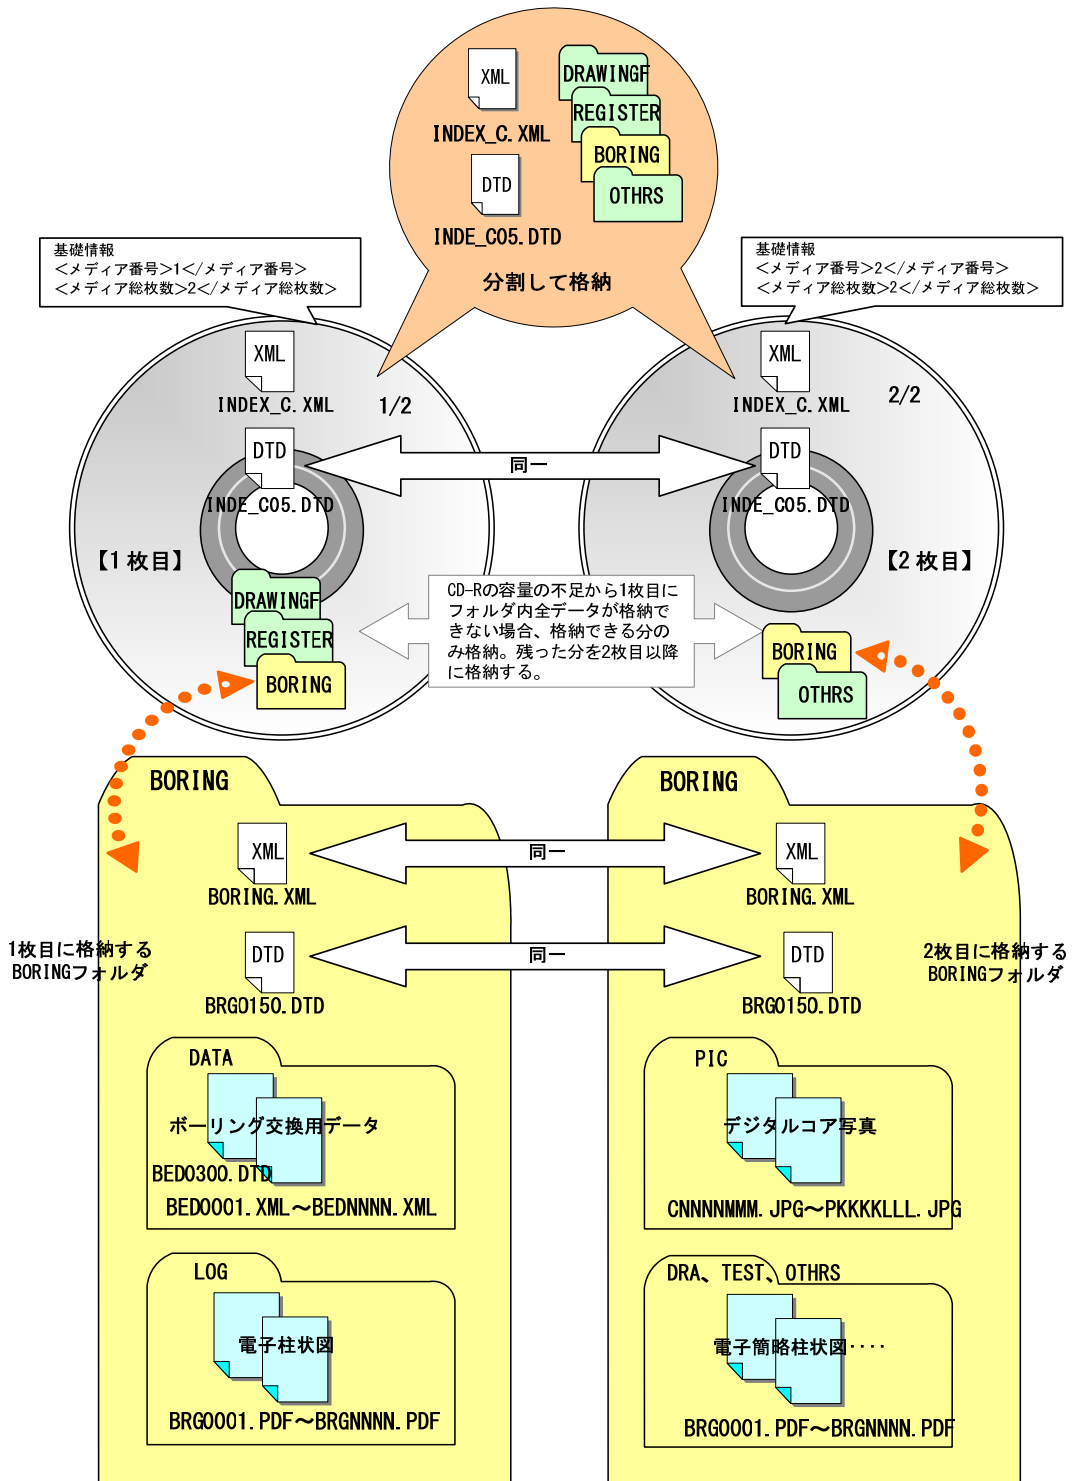 XML
INDEX_C.XML
DTD
INDE_C05.DTD
DRAWINGF
REGISTER
BORING
OTHRS
分割して格納
基礎情報
<メディア番号>1</メディア番号>
<メディア総枚数>2</メディア総枚数>
基礎情報
<メディア番号>2</メディア番号>
<メディア総枚数>2</メディア総枚数>
XML
INDEX_C.XML
1/2
DTD
INDE_C05.DTD
【1枚目】
DRAWINGF
REGISTER
BORING
同一
XML
INDEX_C.XML
2/2
DTD
INDE_C05.DTD
【2枚目】
BORING
OTHRS
CD-Rの容量の不足から1枚目に
フォルダ内全データが格納で
きない場合、格納できる分の
み格納。残った分を2枚目以降
に格納する。
BORING
XML
BORING.XML
DTD
BRG0150.DTD
1枚目に格納する
BORINGフォルダ
同一
同一
BORING
XML
BORING.XML
DTD
BRG0150.DTD
2枚目に格納する
BORINGフォルダ
DATA
ボーリング交換用データ
BED0300.DTD
BED0001.XML～BEDNNNN.XML
PIC
デジタルコア写真
CNNNNMMM.JPG～PKKKKLLL.JPG
LOG
電子柱状図
BRG0001.PDF～BRGNNNN.PDF
DRA、TEST、OTHRS
電子簡略柱状図････
BRG0001.PDF～BRGNNNN.PDF